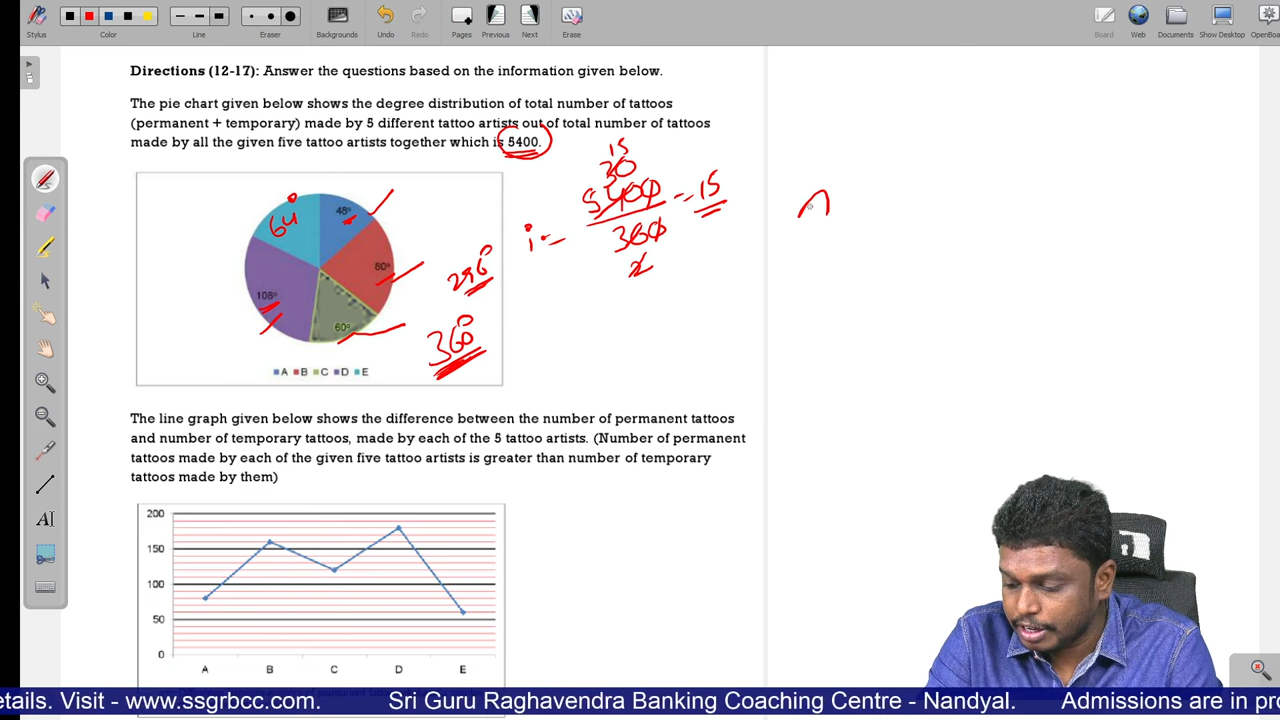 Stylus
Color
Line
Eraser
Backgrounds
Undo
Redo
Pages
Previous
Next
Erase
Board
Web
Documents
Show Desktop
OpenBoa
Directions (12-17): Answer the questions based on the information given below.
The pie chart given below shows the degree distribution of total number of tattoos
(permanent + temporary) made by 5 different tattoo artists out of total number of tattoos
made by all the given five tattoo artists together which is 5400.
48°
80°
60°
108°
64°
A B C D E
296°
360°
15
30
5400
360
= 15
The line graph given below shows the difference between the number of permanent tattoos
and number of temporary tattoos, made by each of the 5 tattoo artists. (Number of permanent
tattoos made by each of the given five tattoo artists is greater than number of temporary
tattoos made by them)
200
150
100
50
0
A B C D E
etails. Visit - www.ssgrbcc.com. Sri Guru Raghavendra Banking Coaching Centre - Nandyal. Admissions are in pro